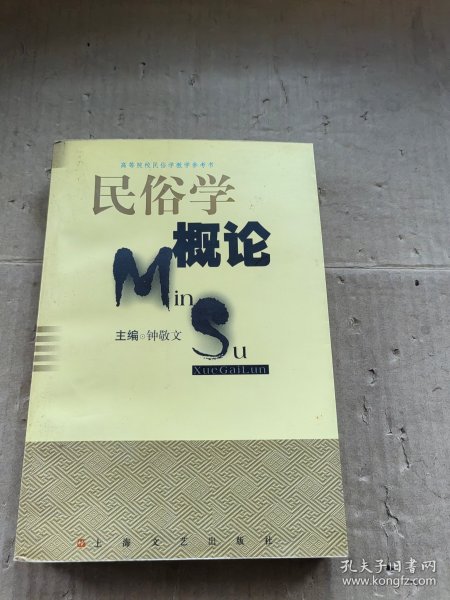 高等院校民俗学教学参考书
民俗学
概论
Min
主编⊙钟敬文
Su
XueGaiLun
上海文艺出版社
孔夫子旧书网
www.kongfz.com